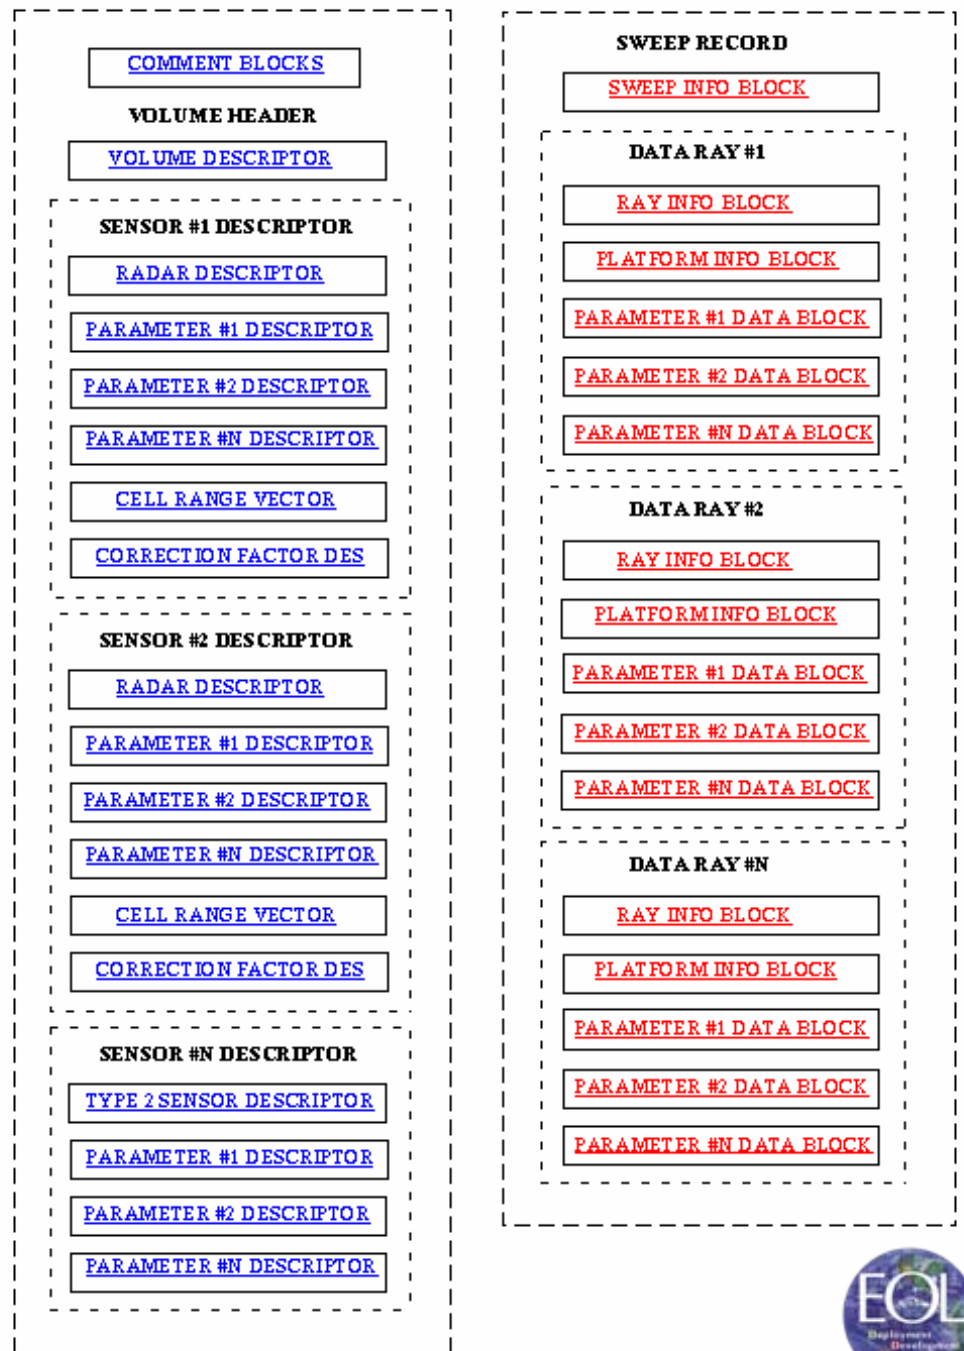 COMMENT BLOCKS
VOLUME HEADER
VOLUME DESCRIPTOR
SENSOR #1 DESCRIPTOR
RADAR DESCRIPTOR
PARAMETER #1 DESCRIPTOR
PARAMETER #2 DESCRIPTOR
PARAMETER #N DESCRIPTOR
CELL RANGE VECTOR
CORRECTION FACTOR DES
SENSOR #2 DESCRIPTOR
RADAR DESCRIPTOR
PARAMETER #1 DESCRIPTOR
PARAMETER #2 DESCRIPTOR
PARAMETER #N DESCRIPTOR
CELL RANGE VECTOR
CORRECTION FACTOR DES
SENSOR #N DESCRIPTOR
TYPE 2 SENSOR DESCRIPTOR
PARAMETER #1 DESCRIPTOR
PARAMETER #2 DESCRIPTOR
PARAMETER #N DESCRIPTOR
SWEEP RECORD
SWEEP INFO BLOCK
DATA RAY #1
RAY INFO BLOCK
PLATFORM INFO BLOCK
PARAMETER #1 DATA BLOCK
PARAMETER #2 DATA BLOCK
PARAMETER #N DATA BLOCK
DATA RAY #2
RAY INFO BLOCK
PLATFORM INFO BLOCK
PARAMETER #1 DATA BLOCK
PARAMETER #2 DATA BLOCK
PARAMETER #N DATA BLOCK
DATA RAY #N
RAY INFO BLOCK
PLATFORM INFO BLOCK
PARAMETER #1 DATA BLOCK
PARAMETER #2 DATA BLOCK
PARAMETER #N DATA BLOCK
EOL
Deployment
Development